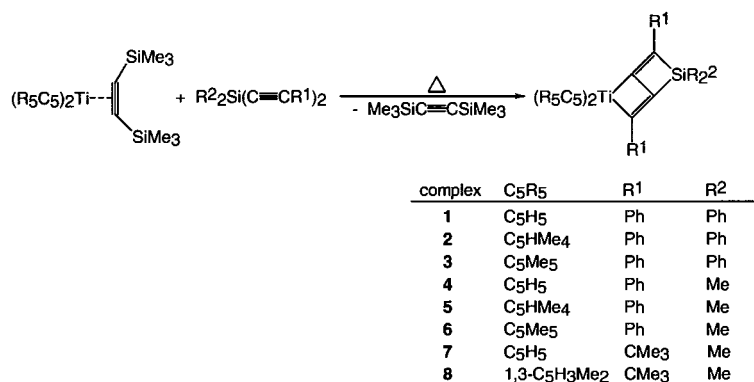 SiMe3
(R5C5)2Ti
SiMe3
+
R²2Si(C≡CR¹)2
△
- Me3SiC≡CSiMe3
R¹
(R5C5)2Ti
SiR2²
R¹
complex C5R5 R¹ R²
1 C5H5 Ph Ph
2 C5HMe4 Ph Ph
3 C5Me5 Ph Ph
4 C5H5 Ph Me
5 C5HMe4 Ph Me
6 C5Me5 Ph Me
7 C5H5 CMe3 Me
8 1,3-C5H3Me2 CMe3 Me